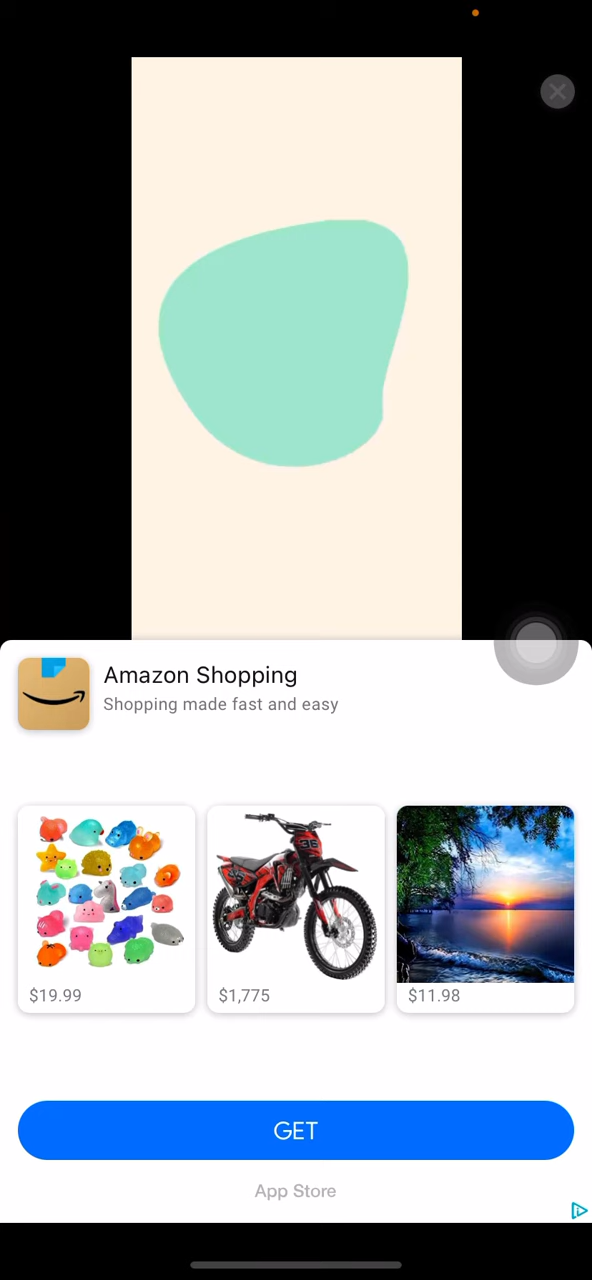 Amazon Shopping
Shopping made fast and easy
$19.99
$1,775
$11.98
GET
App Store